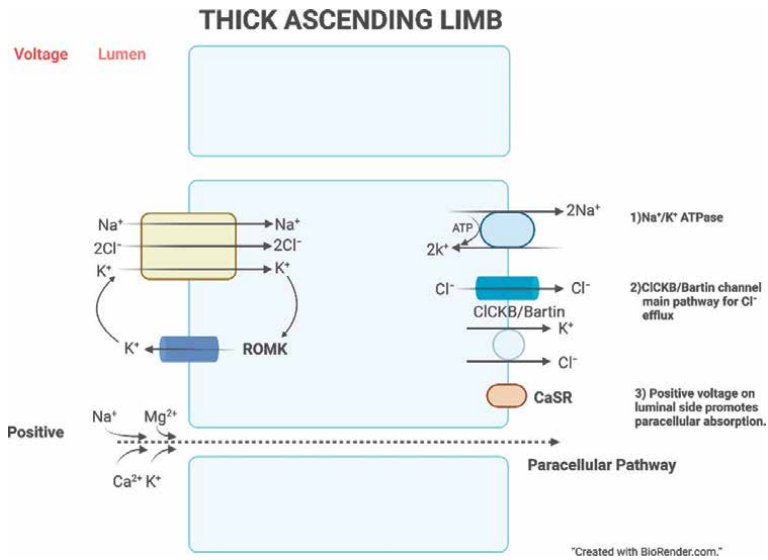 THICK ASCENDING LIMB
Voltage
Lumen
Na⁺
Na⁺
2Cl⁻
2Cl⁻
K⁺
K⁺
K⁺
ROMK
2Na⁺
ATP
2k⁺
1)Na⁺/K⁺ ATPase
Cl⁻
Cl⁻
ClCKB/Bartin
2)ClCKB/Bartin channel
main pathway for Cl⁻
efflux
K⁺
Cl⁻
CaSR
3) Positive voltage on
luminal side promotes
paracellular absorption.
Positive
Na⁺
Mg²⁺
Ca²⁺ K⁺
Paracellular Pathway
"Created with BioRender.com."